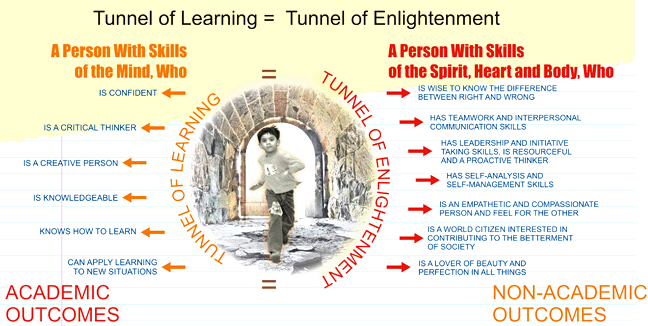 Tunnel of Learning = Tunnel of Enlightenment
A Person With Skills
of the Mind, Who
IS CONFIDENT
IS A CRITICAL THINKER
IS A CREATIVE PERSON
IS KNOWLEDGEABLE
KNOWS HOW TO LEARN
CAN APPLY LEARNING
TO NEW SITUATIONS
ACADEMIC
OUTCOMES
=
TUNNEL OF LEARNING
TUNNEL OF ENLIGHTENMENT
=
A Person With Skills
of the Spirit, Heart and Body, Who
IS WISE TO KNOW THE DIFFERENCE
BETWEEN RIGHT AND WRONG
HAS TEAMWORK AND INTERPERSONAL
COMMUNICATION SKILLS
HAS LEADERSHIP AND INITIATIVE
TAKING SKILLS, IS RESOURCEFUL
AND A PROACTIVE THINKER
HAS SELF-ANALYSIS AND
SELF-MANAGEMENT SKILLS
IS AN EMPATHETIC AND COMPASSIONATE
PERSON AND FEEL FOR THE OTHER
IS A WORLD CITIZEN INTERESTED IN
CONTRIBUTING TO THE BETTERMENT
OF SOCIETY
IS A LOVER OF BEAUTY AND
PERFECTION IN ALL THINGS
NON-ACADEMIC
OUTCOMES